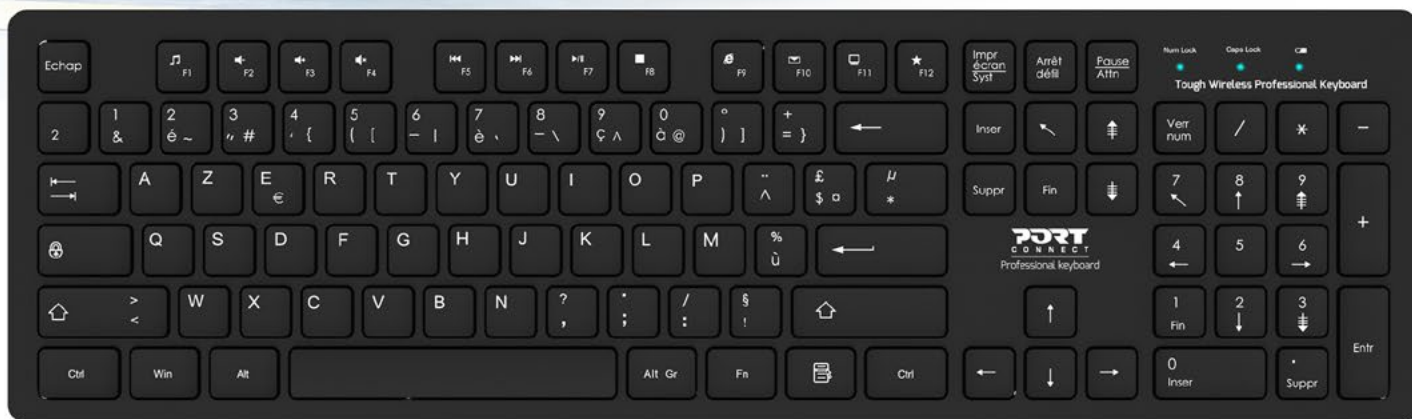 Echap F1 F2 F3 F4 F5 F6 F7 F8 F9 F10 F11 F12 Impr écran Syst Arrêt défil Pause Attn Num Lock Caps Lock
Tough Wireless Professional Keyboard
2 1 & 2 é ~ 3 " # 4 ' { 5 ( [ 6 - | 7 è ` 8 – \ 9 ç ^ 0 à @ ° ) ] + = } ← Inser ↖ Verr num / * –
A Z E € R T Y U I O P ¨ ^ £ $ ¤ µ * Suppr Fin 7 ↖ 8 ↑ 9 +
Q S D F G H J K L M % ù PORT CONNECT Professional keyboard 4 ← 5 6 →
> < W X C V B N ? , . ; / : § ! ↑ 1 Fin 2 ↓ 3 Entr
Ctrl Win Alt Alt Gr Fn Ctrl ← ↓ → 0 Inser . Suppr